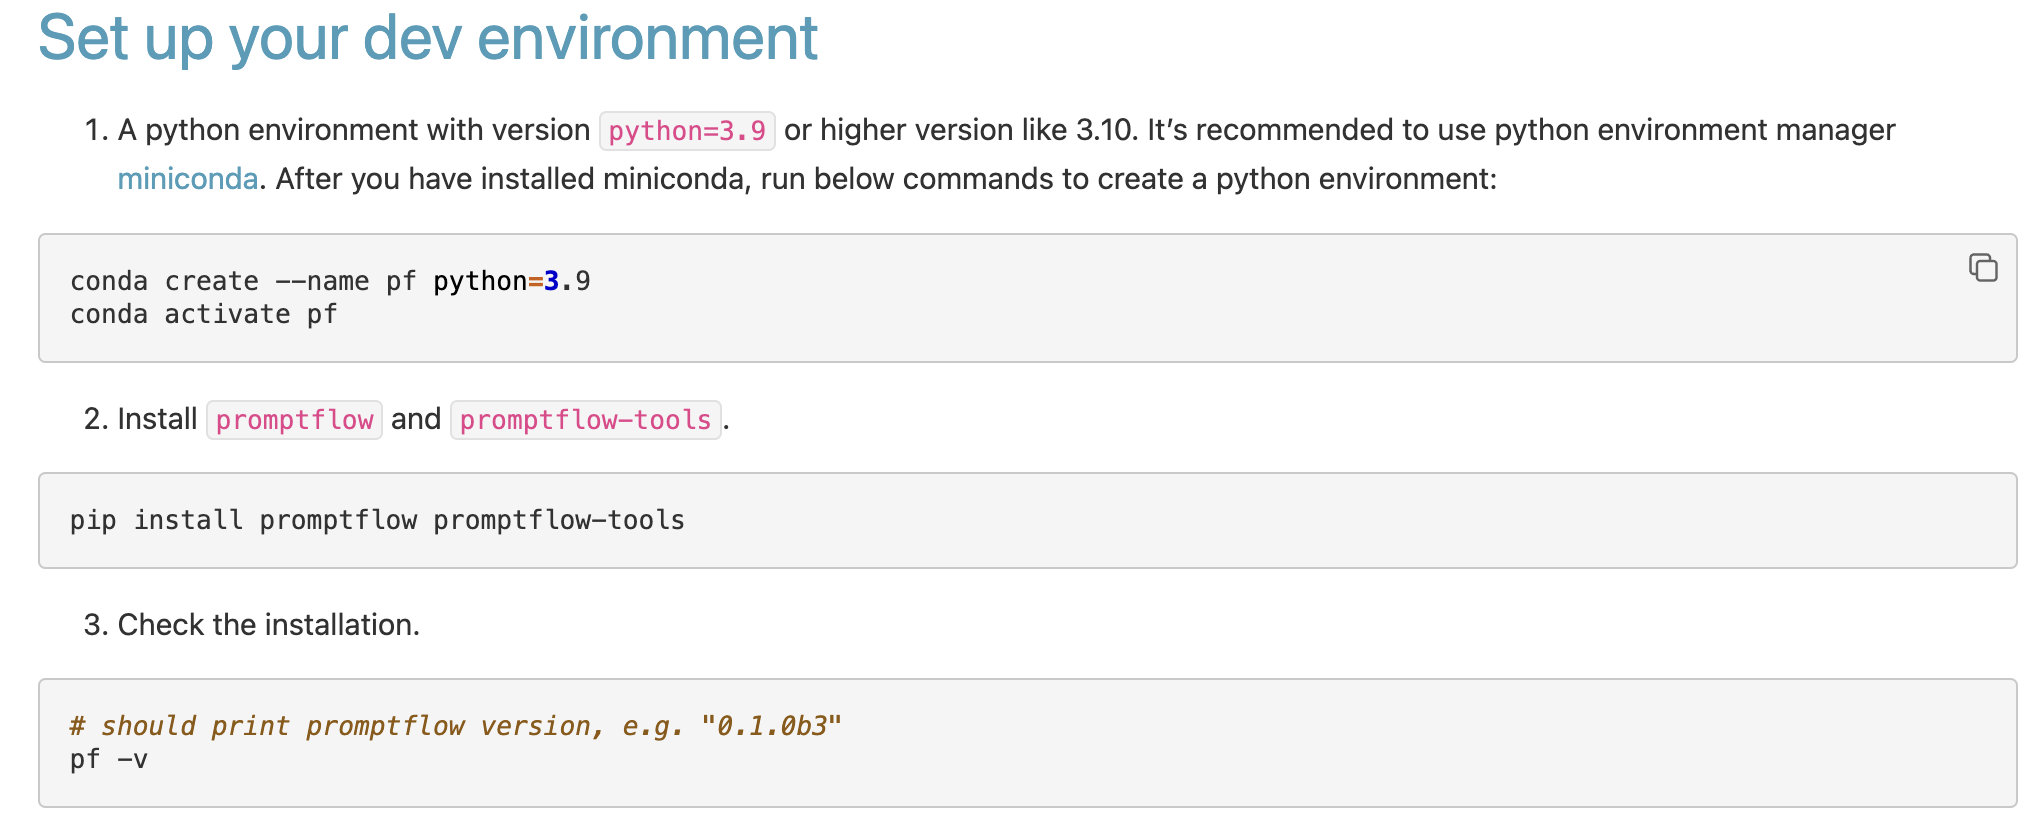 Set up your dev environment
1. A python environment with version python=3.9 or higher version like 3.10. It’s recommended to use python environment manager
miniconda. After you have installed miniconda, run below commands to create a python environment:
conda create --name pf python=3.9
conda activate pf
2. Install promptflow and promptflow-tools.
pip install promptflow promptflow-tools
3. Check the installation.
# should print promptflow version, e.g. "0.1.0b3"
pf -v